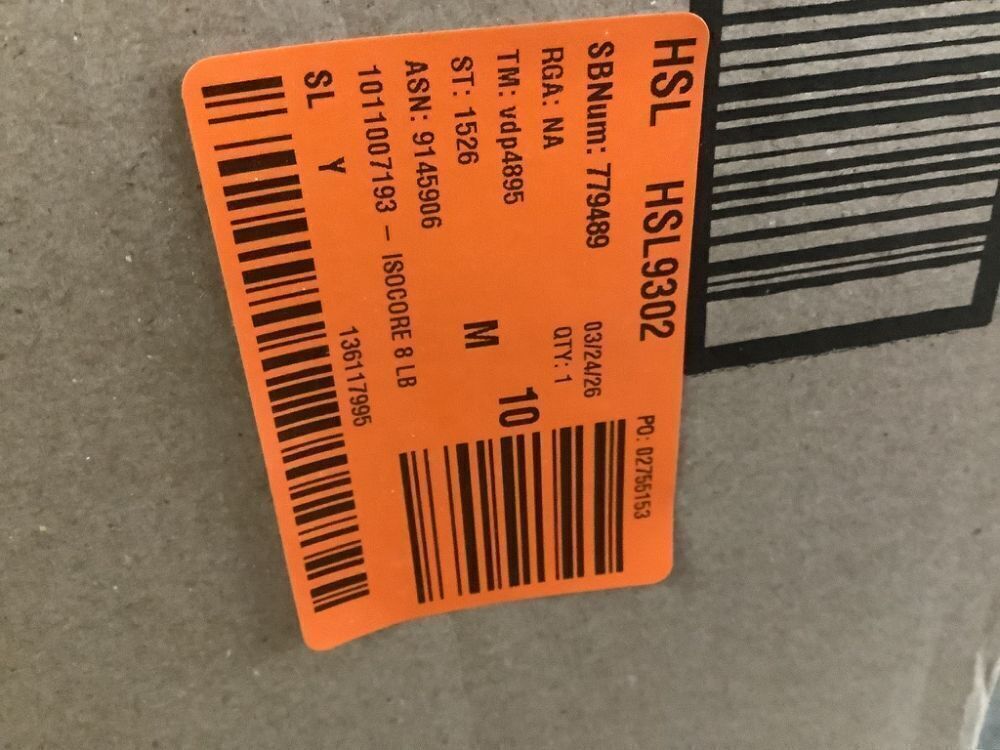 HSL HSL9302
PO: 02755153
SBNum: 779489 03/24/26
RGA: NA QTY: 1
TM: vdp4895 10
ST: 1526 M
ASN: 9145906
1011007193 - ISOCORE 8 LB
136117995
SL Y